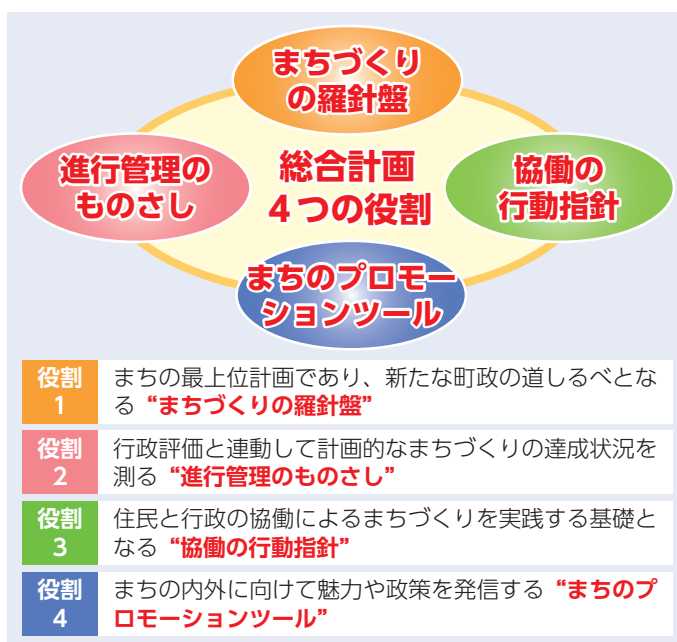 まちづくり
の羅針盤
進行管理の
ものさし
総合計画
4つの役割
協働の
行動指針
まちのプロモー
ションツール
役割
1
まちの最上位計画であり、新たな町政の道しるべとな
る“まちづくりの羅針盤”
役割
2
行政評価と連動して計画的なまちづくりの達成状況を
測る“進行管理のものさし”
役割
3
住民と行政の協働によるまちづくりを実践する基礎と
なる“協働の行動指針”
役割
4
まちの内外に向けて魅力や政策を発信する“まちのプ
ロモーションツール”